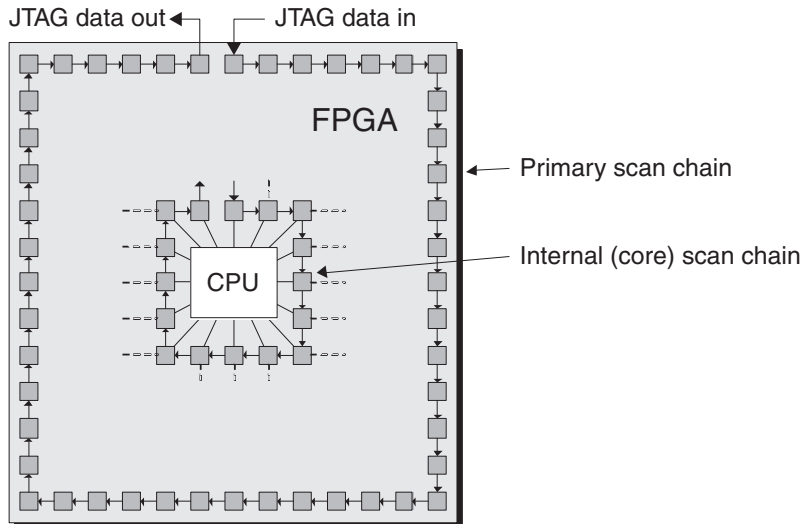 JTAG data out
JTAG data in
FPGA
Primary scan chain
Internal (core) scan chain
CPU